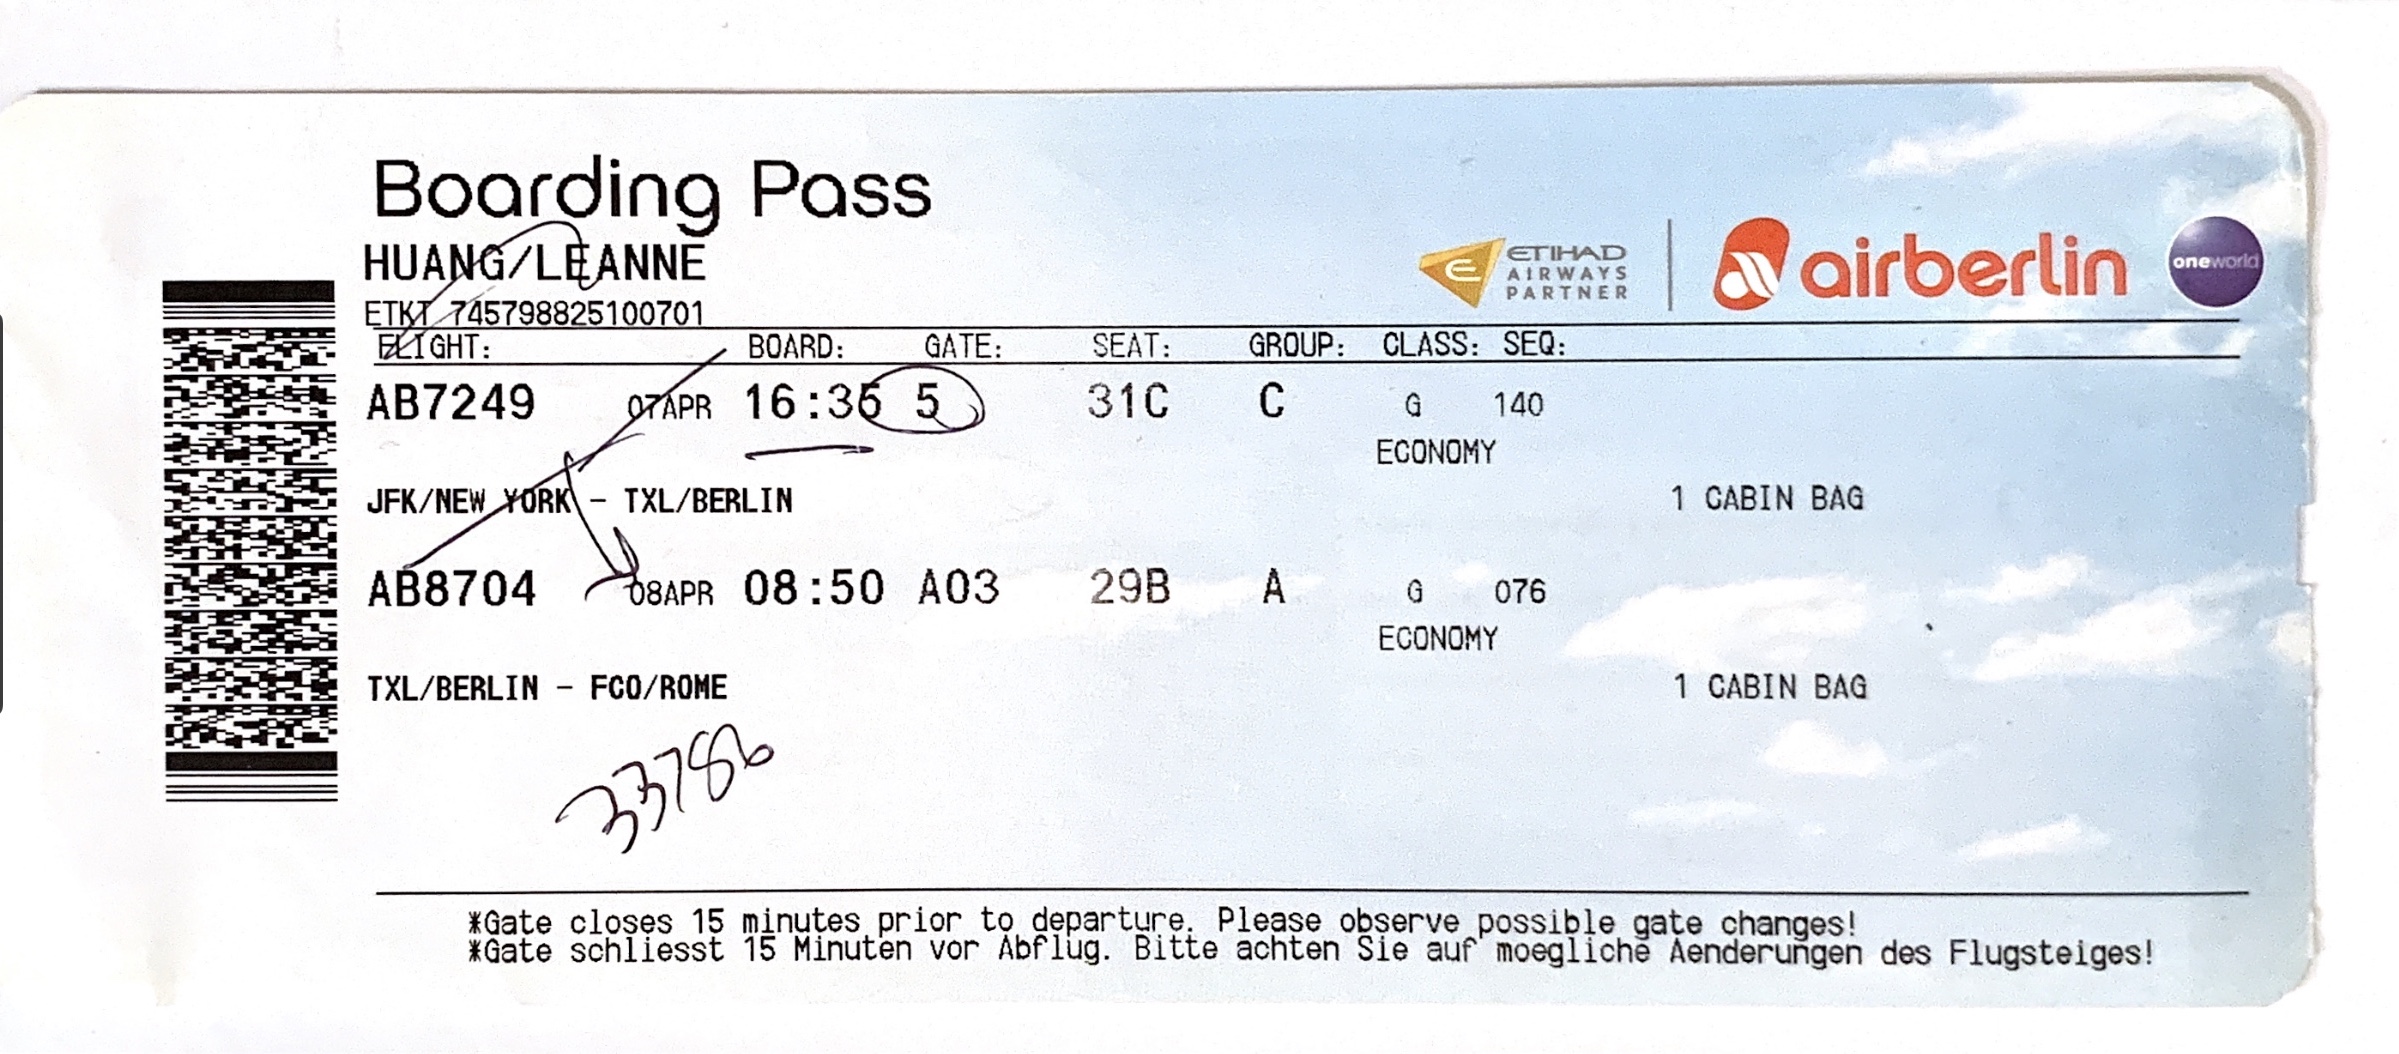 Boarding Pass
HUANG/LEANNE
ETKT 745798825100701
ETIHAD
AIRWAYS
PARTNER
airberlin
oneworld
FLIGHT: BOARD: GATE: SEAT: GROUP: CLASS: SEQ:
AB7249 07APR 16:35 5 31C C G 140
ECONOMY
JFK/NEW YORK - TXL/BERLIN 1 CABIN BAG
AB8704 08APR 08:50 A03 29B A G 076
ECONOMY
TXL/BERLIN - FCO/ROME 1 CABIN BAG
33786
*Gate closes 15 minutes prior to departure. Please observe possible gate changes!
*Gate schliesst 15 Minuten vor Abflug. Bitte achten Sie auf moegliche Aenderungen des Flugsteiges!